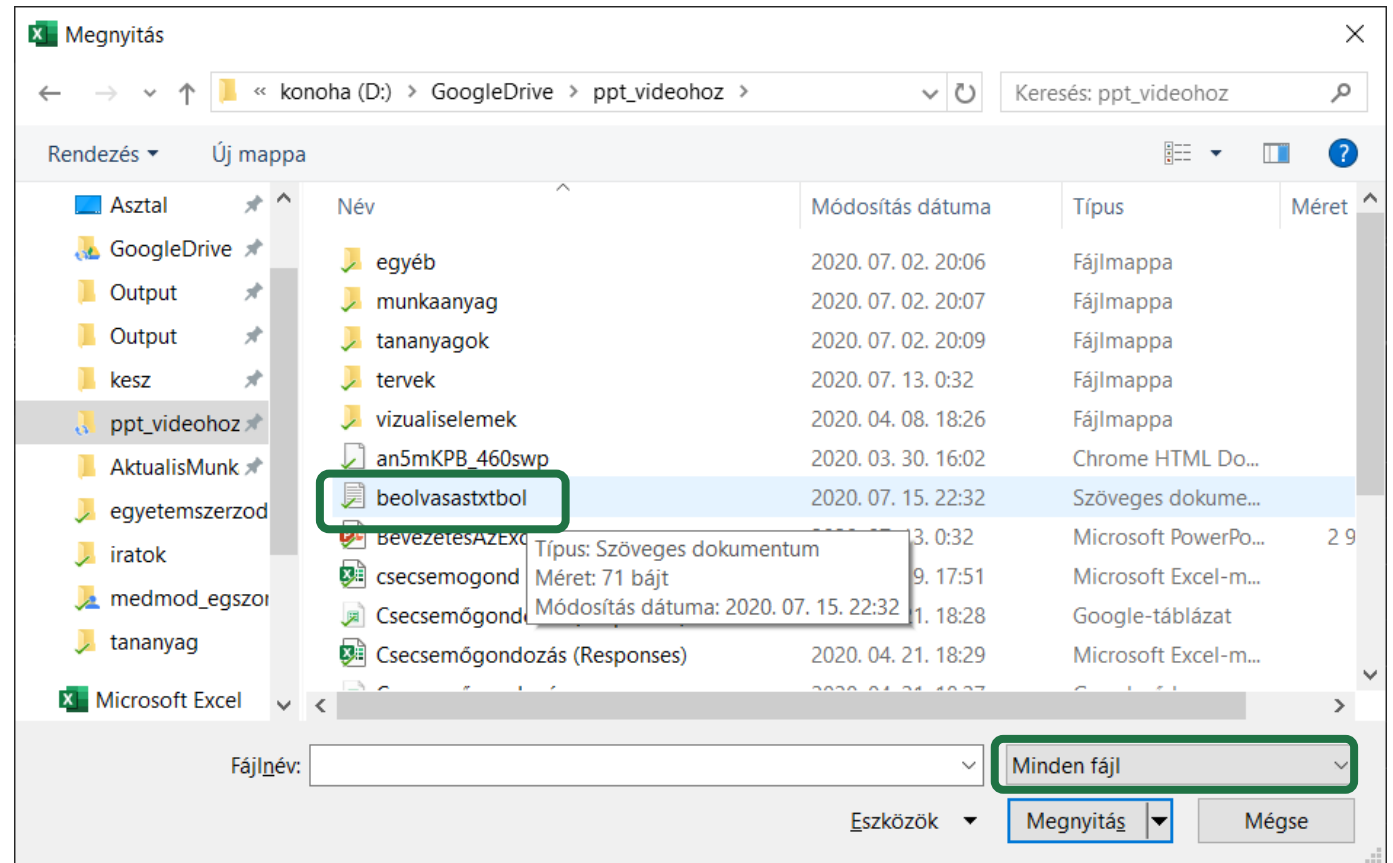 Megnyitás
« konoha (D:) > GoogleDrive > ppt_videohoz >
Keresés: ppt_videohoz
Rendezés
Új mappa
?
Asztal
GoogleDrive
Output
Output
kesz
ppt_videohoz
AktualisMunk
egyetemszerzod
iratok
medmod_egszor
tananyag
Microsoft Excel
Név Módosítás dátuma Típus Méret
egyéb 2020. 07. 02. 20:06 Fájlmappa
munkaanyag 2020. 07. 02. 20:07 Fájlmappa
tananyagok 2020. 07. 02. 20:09 Fájlmappa
tervek 2020. 07. 13. 0:32 Fájlmappa
vizualiselemek 2020. 04. 08. 18:26 Fájlmappa
an5mKPB_460swp 2020. 03. 30. 16:02 Chrome HTML Do...
beolvasastxtbol 2020. 07. 15. 22:32 Szöveges dokume...
BevezetésAzExc 3. 0:32 Microsoft PowerPo... 2 9
csecsemogond 9. 17:51 Microsoft Excel-m...
Csecsemőgond 1. 18:28 Google-táblázat
Csecsemőgondozás (Responses) 2020. 04. 21. 18:29 Microsoft Excel-m...
Típus: Szöveges dokumentum
Méret: 71 bájt
Módosítás dátuma: 2020. 07. 15. 22:32
Fájlnév:
Minden fájl
Eszközök
Megnyitás
Mégse